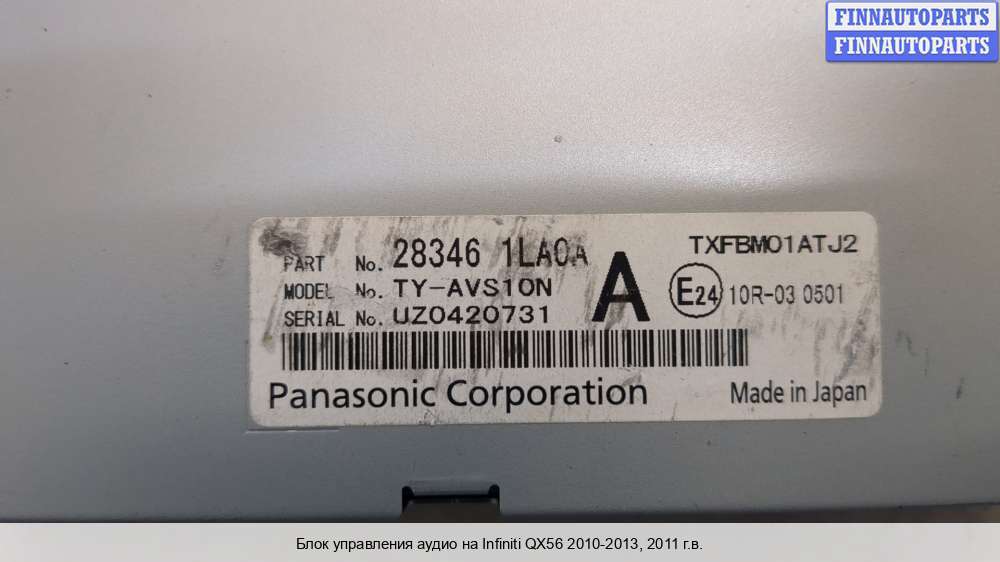 FINNAUTOPARTS
FINNAUTOPARTS
PART No. 28346 1LA0A
MODEL No. TY-AVS10N
SERIAL No. UZ0420731
A
TXFBM01ATJ2
E24 10R-03 0501
Panasonic Corporation
Made in Japan
Блок управления аудио на Infiniti QX56 2010-2013, 2011 г.в.